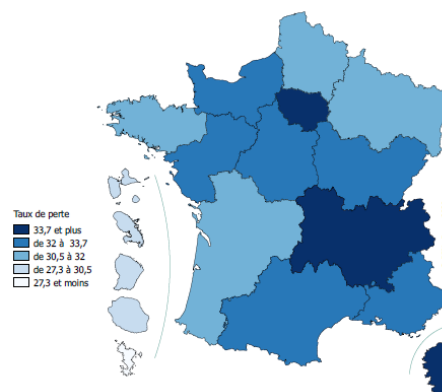 Taux de perte
33,7 et plus
de 32 à 33,7
de 30,5 à 32
de 27,3 à 30,5
27,3 et moins